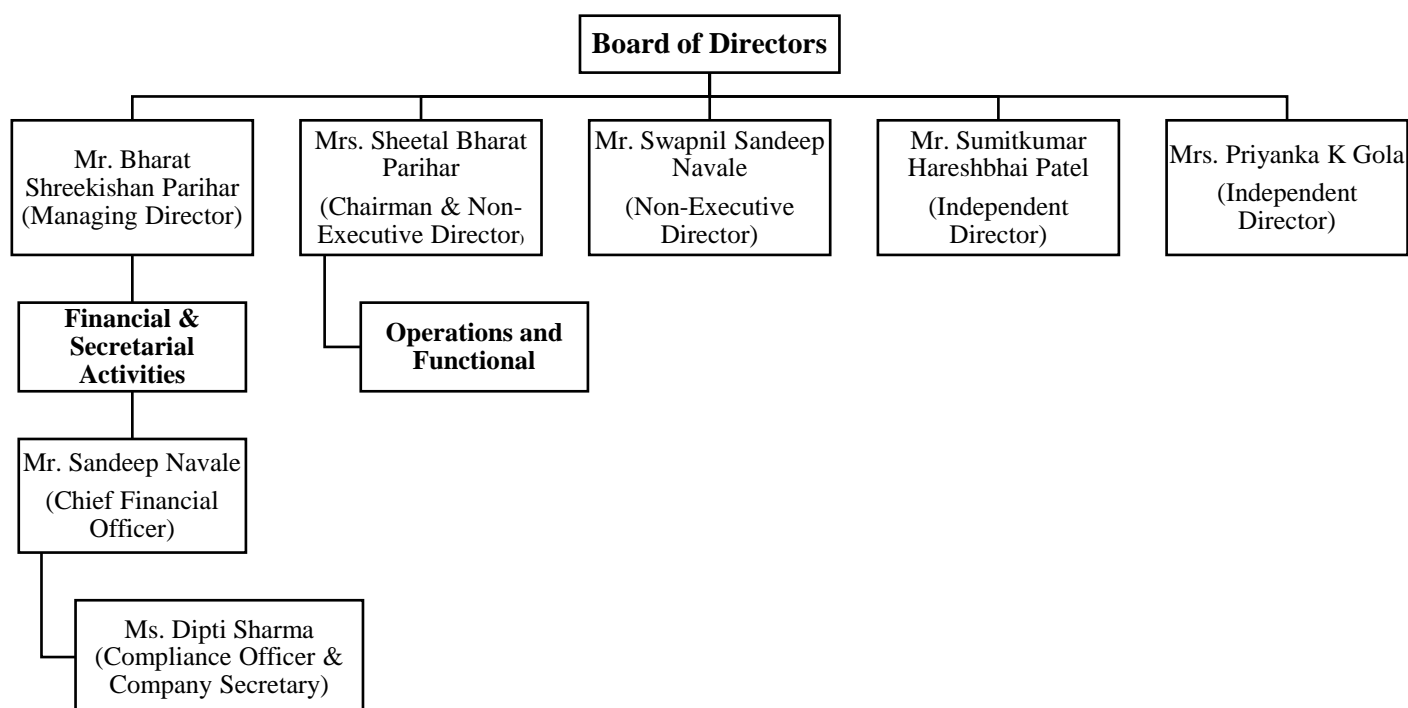 Board of Directors
Mr. Bharat
Shreekishan Parihar
(Managing Director)
Mrs. Sheetal Bharat
Parihar
(Chairman & Non-
Executive Director)
Mr. Swapnil Sandeep
Navale
(Non-Executive
Director)
Mr. Sumitkumar
Hareshbhai Patel
(Independent
Director)
Mrs. Priyanka K Gola
(Independent
Director)
Financial &
Secretarial
Activities
Operations and
Functional
Mr. Sandeep Navale
(Chief Financial
Officer)
Ms. Dipti Sharma
(Compliance Officer &
Company Secretary)